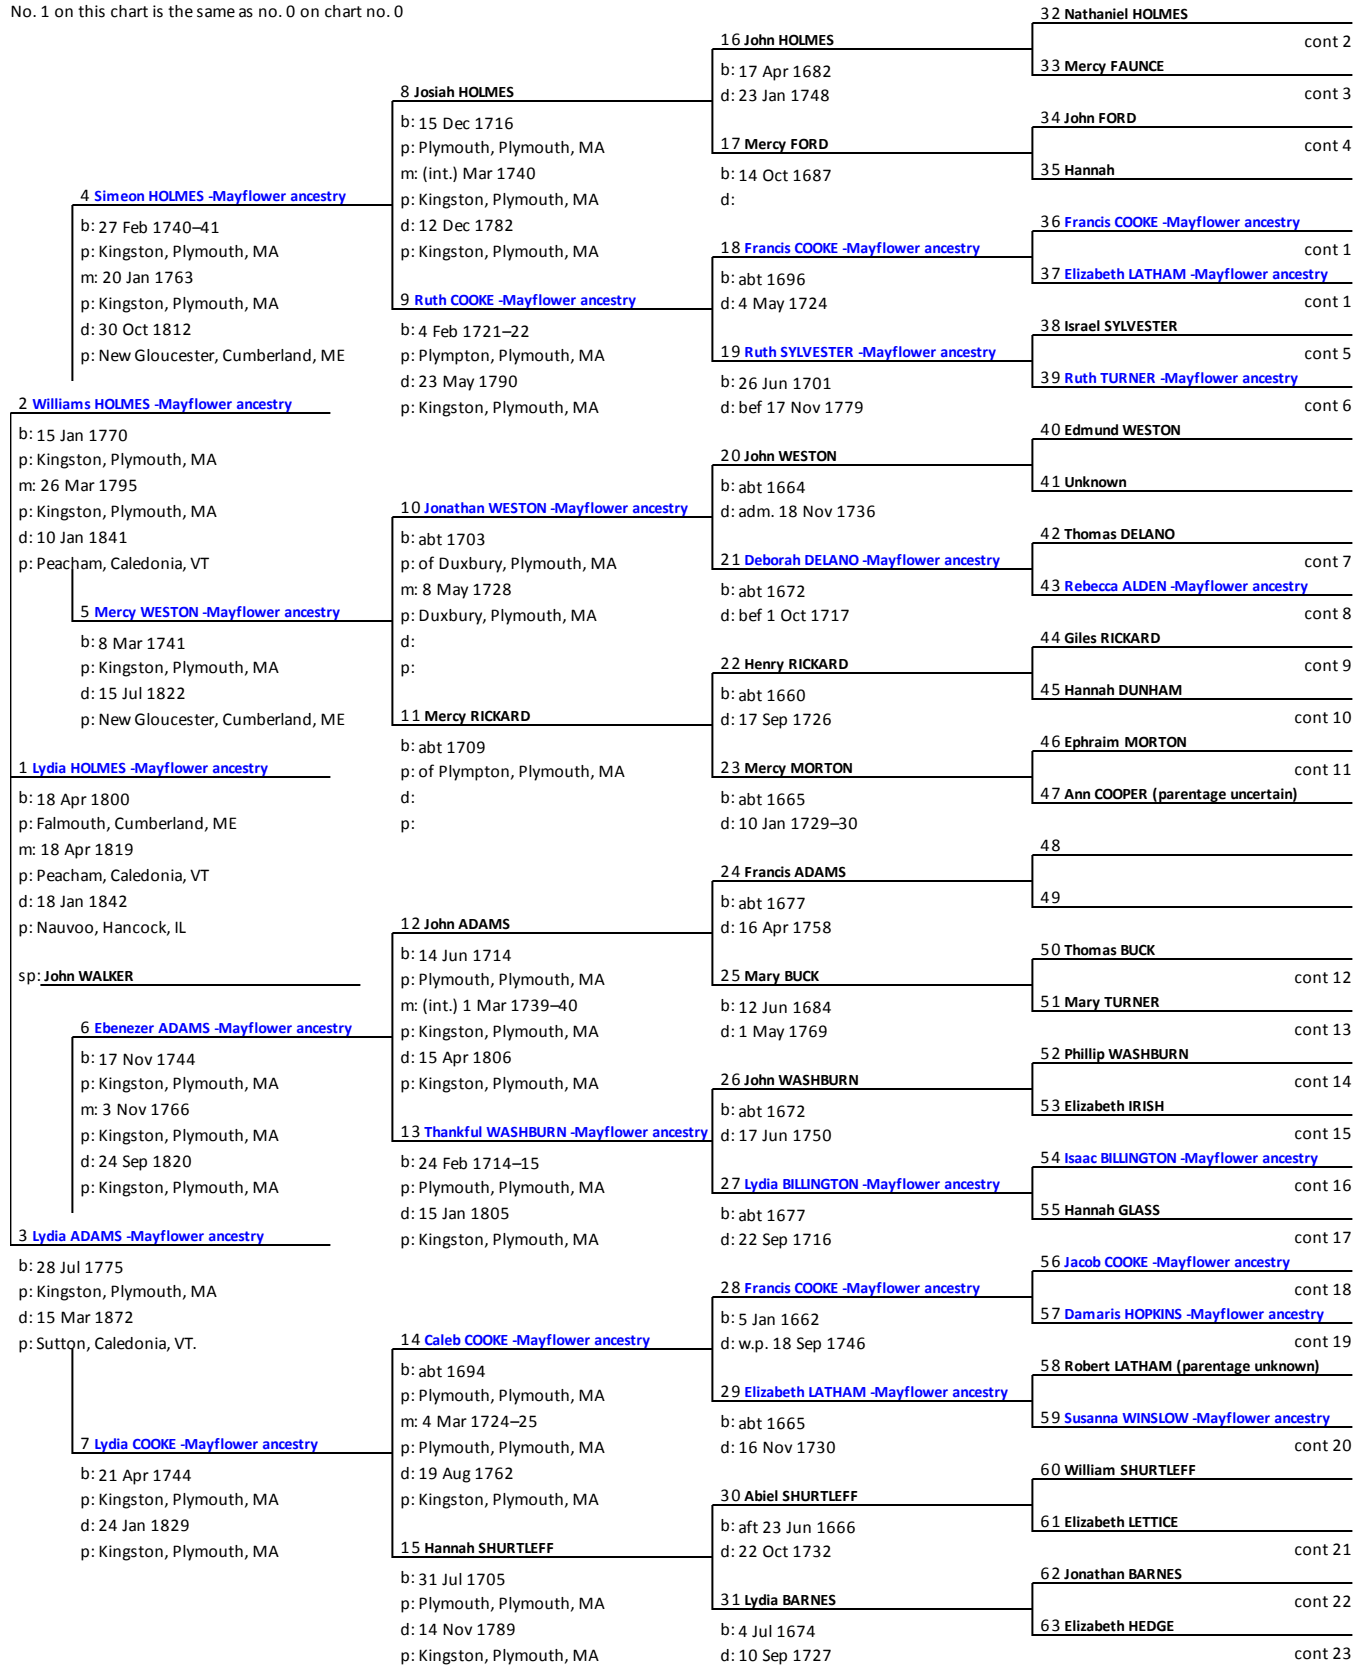 No. 1 on this chart is the same as no. 0 on chart no. 0
1 Lydia HOLMES -Mayflower ancestry
b: 18 Apr 1800
p: Falmouth, Cumberland, ME
m: 18 Apr 1819
p: Peacham, Caledonia, VT
d: 18 Jan 1842
p: Nauvoo, Hancock, IL
sp: John WALKER
2 Williams HOLMES -Mayflower ancestry
b: 15 Jan 1770
p: Kingston, Plymouth, MA
m: 26 Mar 1795
p: Kingston, Plymouth, MA
d: 10 Jan 1841
p: Peacham, Caledonia, VT
3 Lydia ADAMS -Mayflower ancestry
b: 28 Jul 1775
p: Kingston, Plymouth, MA
d: 15 Mar 1872
p: Sutton, Caledonia, VT.
4 Simeon HOLMES -Mayflower ancestry
b: 27 Feb 1740–41
p: Kingston, Plymouth, MA
m: 20 Jan 1763
p: Kingston, Plymouth, MA
d: 30 Oct 1812
p: New Gloucester, Cumberland, ME
5 Mercy WESTON -Mayflower ancestry
b: 8 Mar 1741
p: Kingston, Plymouth, MA
d: 15 Jul 1822
p: New Gloucester, Cumberland, ME
6 Ebenezer ADAMS -Mayflower ancestry
b: 17 Nov 1744
p: Kingston, Plymouth, MA
m: 3 Nov 1766
p: Kingston, Plymouth, MA
d: 24 Sep 1820
p: Kingston, Plymouth, MA
7 Lydia COOKE -Mayflower ancestry
b: 21 Apr 1744
p: Kingston, Plymouth, MA
d: 24 Jan 1829
p: Kingston, Plymouth, MA
8 Josiah HOLMES
b: 15 Dec 1716
p: Plymouth, Plymouth, MA
m: (int.) Mar 1740
p: Kingston, Plymouth, MA
d: 12 Dec 1782
p: Kingston, Plymouth, MA
9 Ruth COOKE -Mayflower ancestry
b: 4 Feb 1721–22
p: Plympton, Plymouth, MA
d: 23 May 1790
p: Kingston, Plymouth, MA
10 Jonathan WESTON -Mayflower ancestry
b: abt 1703
p: of Duxbury, Plymouth, MA
m: 8 May 1728
p: Duxbury, Plymouth, MA
d:
p:
11 Mercy RICKARD
b: abt 1709
p: of Plympton, Plymouth, MA
d:
p:
12 John ADAMS
b: 14 Jun 1714
p: Plymouth, Plymouth, MA
m: (int.) 1 Mar 1739–40
p: Kingston, Plymouth, MA
d: 15 Apr 1806
p: Kingston, Plymouth, MA
13 Thankful WASHBURN -Mayflower ancestry
b: 24 Feb 1714–15
p: Plymouth, Plymouth, MA
d: 15 Jan 1805
p: Kingston, Plymouth, MA
14 Caleb COOKE -Mayflower ancestry
b: abt 1694
p: Plymouth, Plymouth, MA
m: 4 Mar 1724–25
p: Plymouth, Plymouth, MA
d: 19 Aug 1762
p: Kingston, Plymouth, MA
15 Hannah SHURTLEFF
b: 31 Jul 1705
p: Plymouth, Plymouth, MA
d: 14 Nov 1789
p: Kingston, Plymouth, MA
16 John HOLMES
b: 17 Apr 1682
d: 23 Jan 1748
17 Mercy FORD
b: 14 Oct 1687
d:
18 Francis COOKE -Mayflower ancestry
b: abt 1696
d: 4 May 1724
19 Ruth SYLVESTER -Mayflower ancestry
b: 26 Jun 1701
d: bef 17 Nov 1779
20 John WESTON
b: abt 1664
d: adm. 18 Nov 1736
21 Deborah DELANO -Mayflower ancestry
b: abt 1672
d: bef 1 Oct 1717
22 Henry RICKARD
b: abt 1660
d: 17 Sep 1726
23 Mercy MORTON
b: abt 1665
d: 10 Jan 1729–30
24 Francis ADAMS
b: abt 1677
d: 16 Apr 1758
25 Mary BUCK
b: 12 Jun 1684
d: 1 May 1769
26 John WASHBURN
b: abt 1672
d: 17 Jun 1750
27 Lydia BILLINGTON -Mayflower ancestry
b: abt 1677
d: 22 Sep 1716
28 Francis COOKE -Mayflower ancestry
b: 5 Jan 1662
d: w.p. 18 Sep 1746
29 Elizabeth LATHAM -Mayflower ancestry
b: abt 1665
d: 16 Nov 1730
30 Abiel SHURTLEFF
b: aft 23 Jun 1666
d: 22 Oct 1732
31 Lydia BARNES
b: 4 Jul 1674
d: 10 Sep 1727
32 Nathaniel HOLMES
cont 2
33 Mercy FAUNCE
cont 3
34 John FORD
cont 4
35 Hannah
36 Francis COOKE -Mayflower ancestry
cont 1
37 Elizabeth LATHAM -Mayflower ancestry
cont 1
38 Israel SYLVESTER
cont 5
39 Ruth TURNER -Mayflower ancestry
cont 6
40 Edmund WESTON
41 Unknown
42 Thomas DELANO
cont 7
43 Rebecca ALDEN -Mayflower ancestry
cont 8
44 Giles RICKARD
cont 9
45 Hannah DUNHAM
cont 10
46 Ephraim MORTON
cont 11
47 Ann COOPER (parentage uncertain)
48
49
50 Thomas BUCK
cont 12
51 Mary TURNER
cont 13
52 Phillip WASHBURN
cont 14
53 Elizabeth IRISH
cont 15
54 Isaac BILLINGTON -Mayflower ancestry
cont 16
55 Hannah GLASS
cont 17
56 Jacob COOKE -Mayflower ancestry
cont 18
57 Damaris HOPKINS -Mayflower ancestry
cont 19
58 Robert LATHAM (parentage unknown)
59 Susanna WINSLOW -Mayflower ancestry
cont 20
60 William SHURTLEFF
61 Elizabeth LETTICE
cont 21
62 Jonathan BARNES
cont 22
63 Elizabeth HEDGE
cont 23